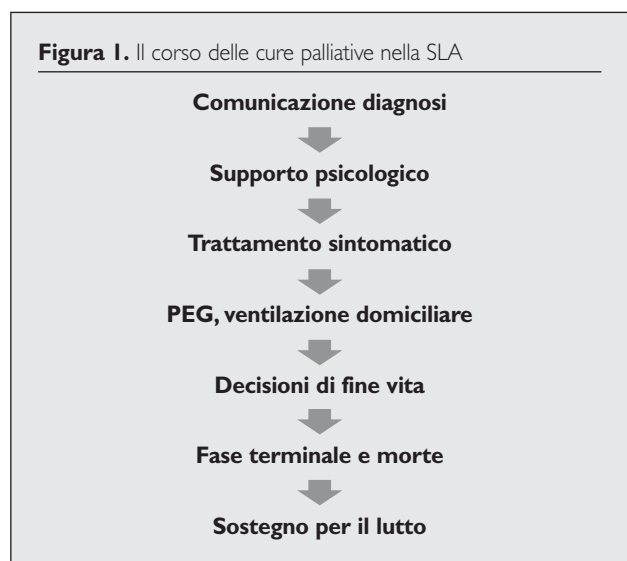 Figura 1. Il corso delle cure palliative nella SLA
Comunicazione diagnosi
Supporto psicologico
Trattamento sintomatico
PEG, ventilazione domiciliare
Decisioni di fine vita
Fase terminale e morte
Sostegno per il lutto